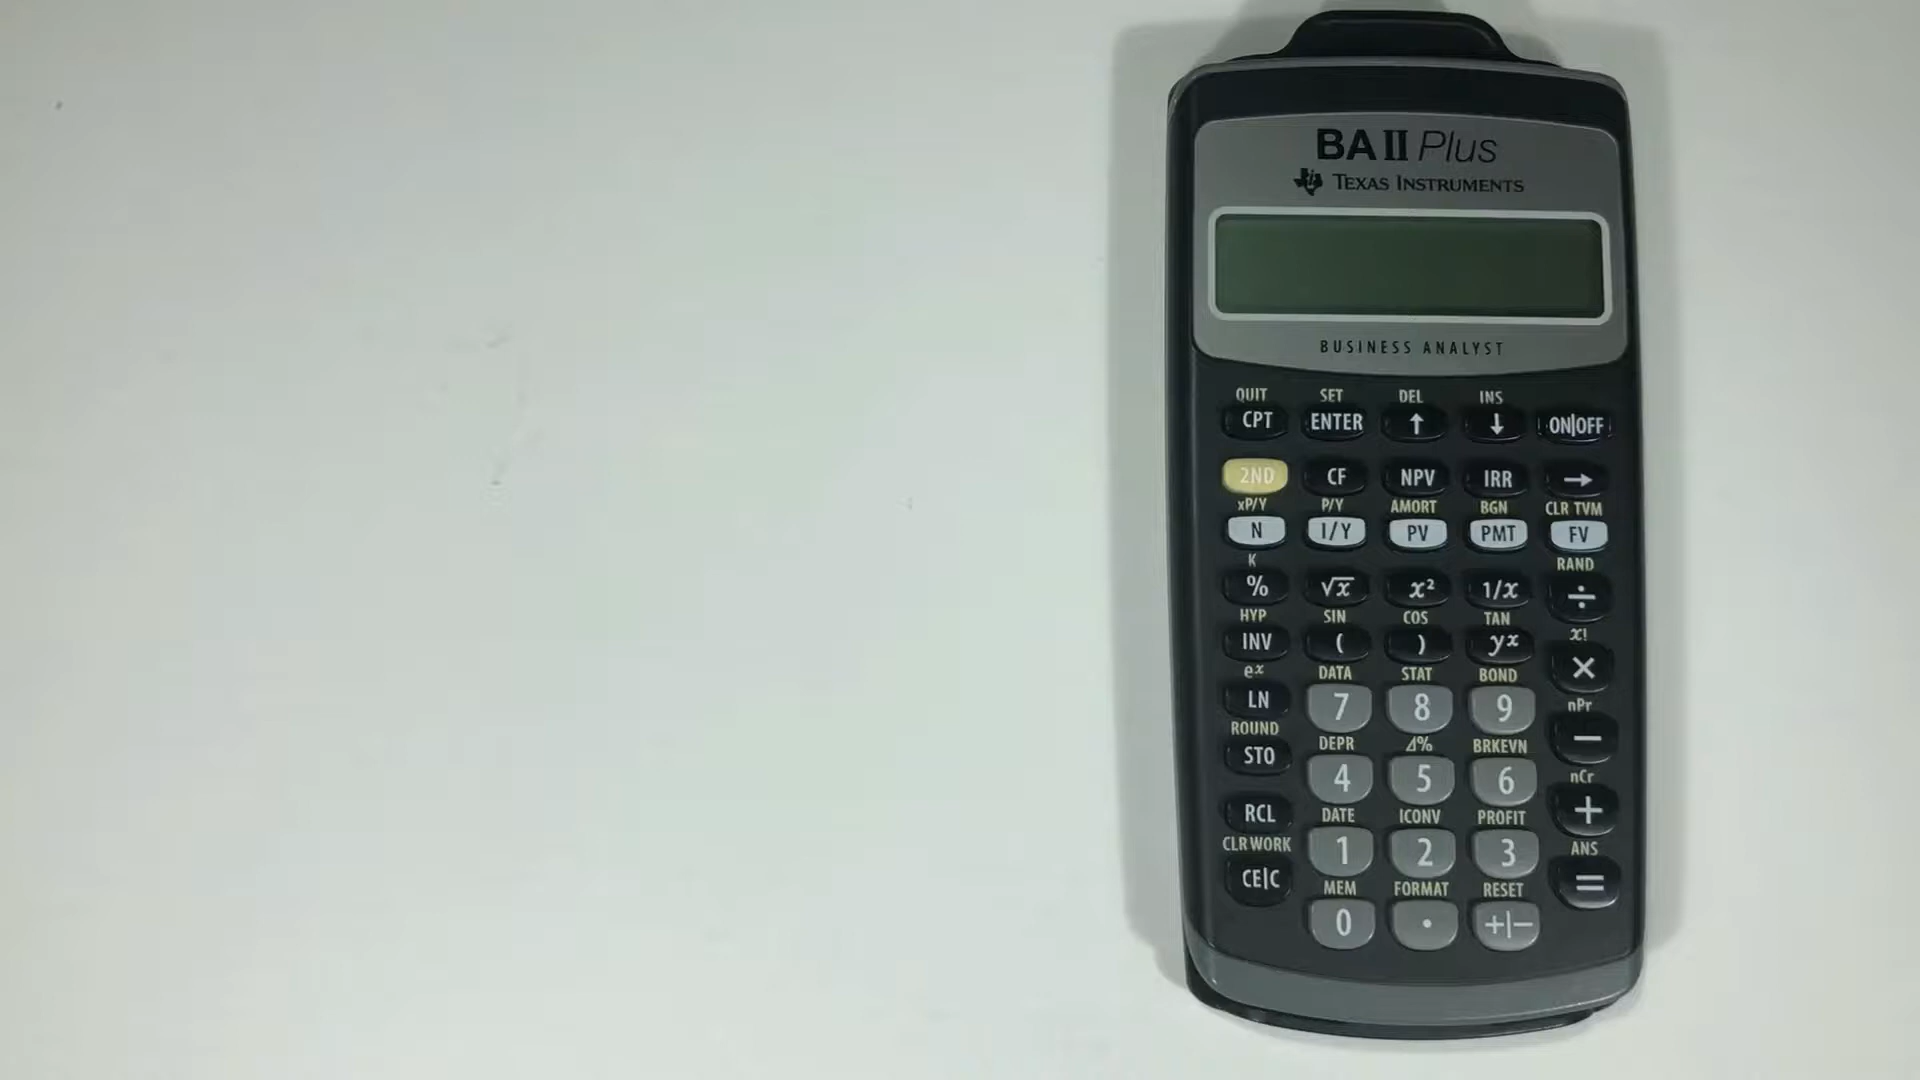 BA II Plus
TEXAS INSTRUMENTS
BUSINESS ANALYST
QUIT SET DEL INS
CPT ENTER ↑ ↓ ON|OFF
2ND CF NPV IRR →
xP/Y P/Y AMORT BGN CLR TVM
N I/Y PV PMT FV
K RAND
% √x x² 1/x ÷
HYP SIN COS TAN x!
INV ( ) yˣ ×
eˣ DATA STAT BOND nPr
LN 7 8 9 −
ROUND DEPR Δ% BRKEVN nCr
STO 4 5 6 +
DATE ICONV PROFIT ANS
RCL 1 2 3 =
CLR WORK MEM FORMAT RESET
CE|C 0 . +|−